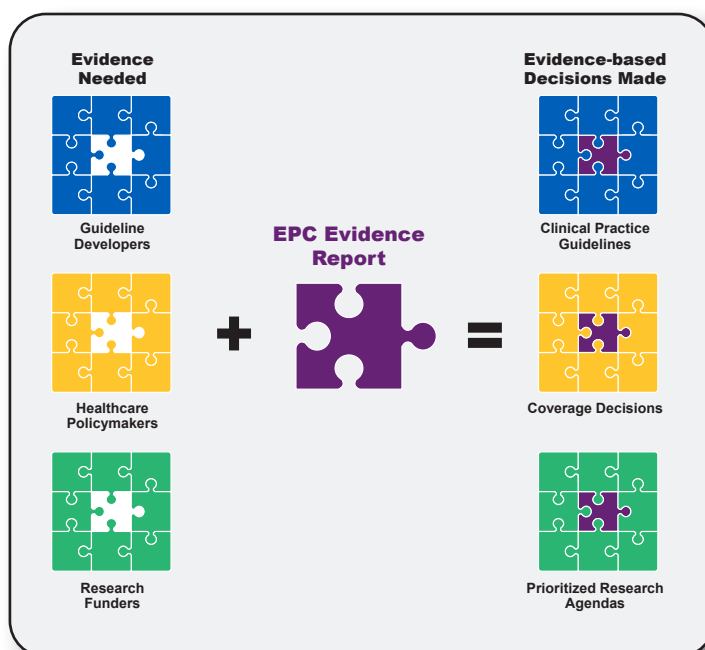 Evidence
Needed
Guideline
Developers
Healthcare
Policymakers
Research
Funders
+
EPC Evidence
Report
=
Evidence-based
Decisions Made
Clinical Practice
Guidelines
Coverage Decisions
Prioritized Research
Agendas